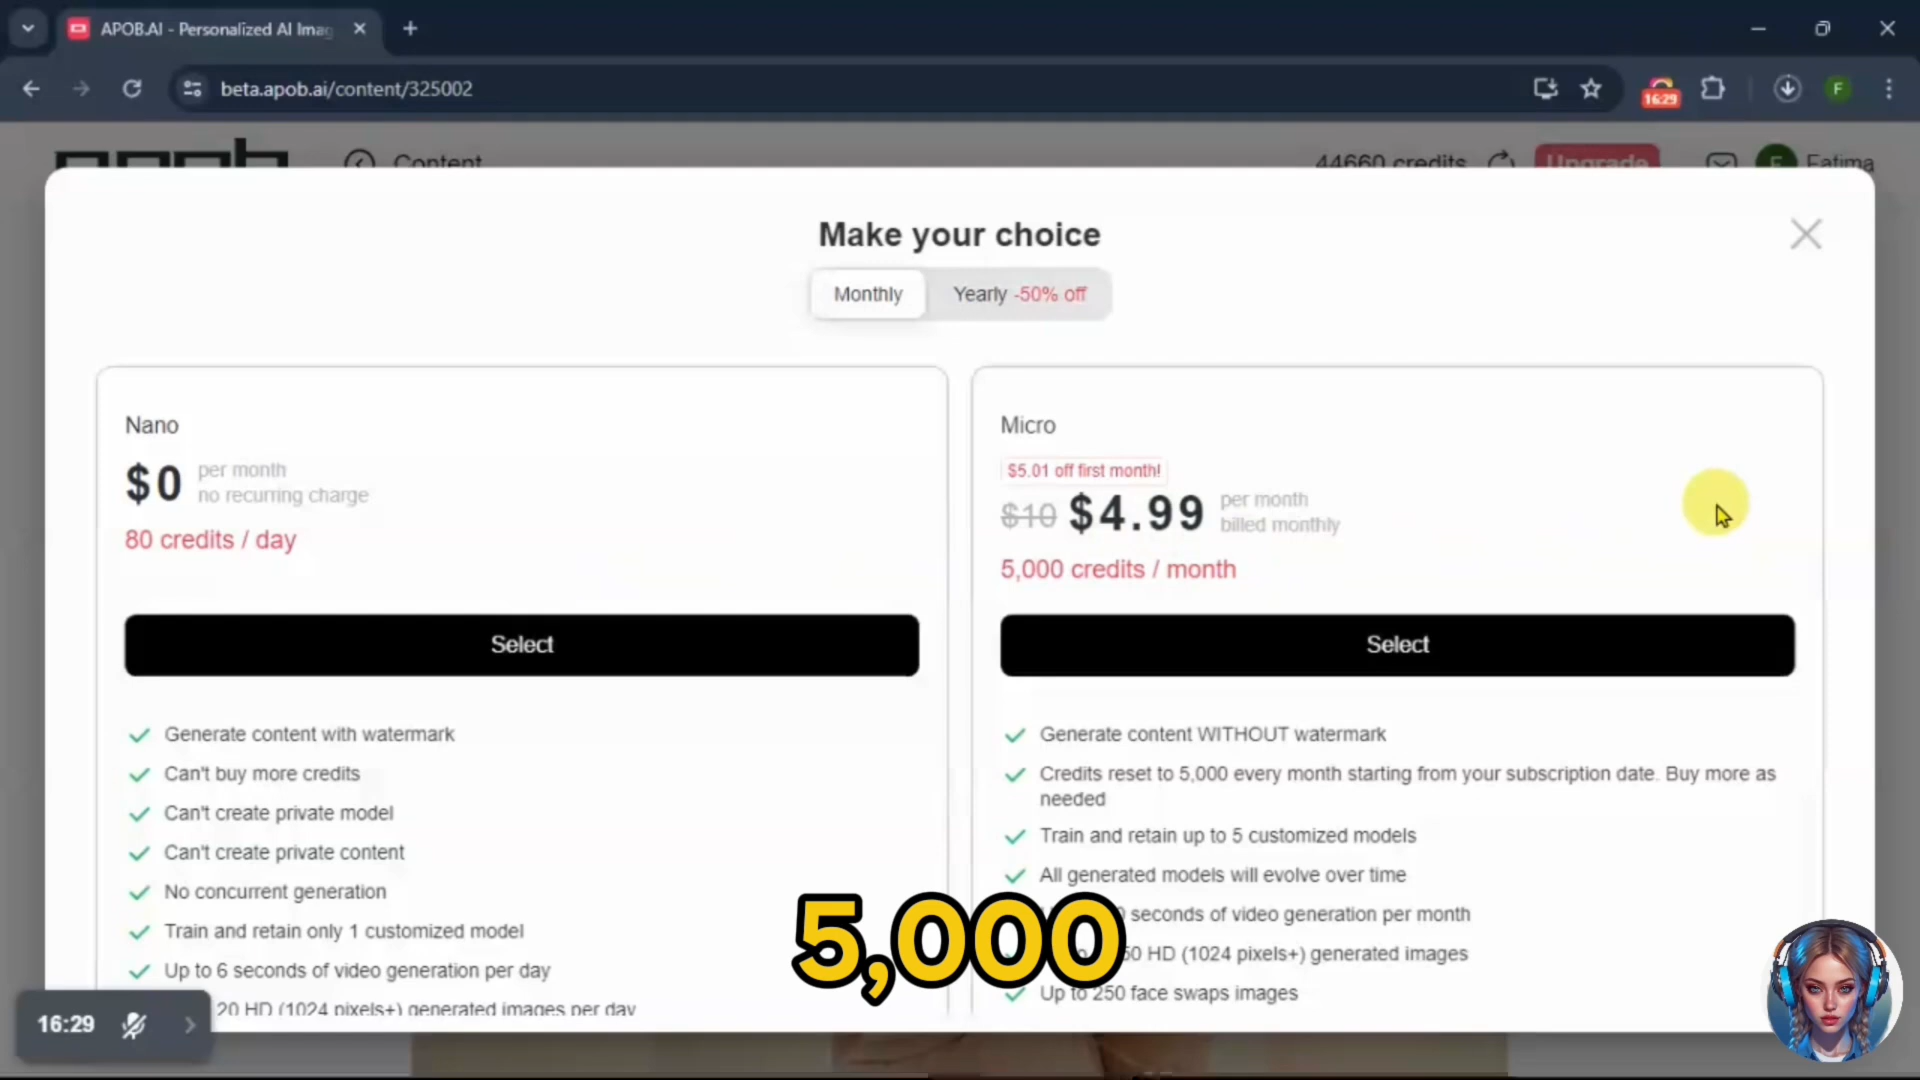 APOB.AI - Personalized AI Imag
beta.apob.ai/content/325002
16:29
F
apob
Content
44660 credits
Upgrade
F
Fatima
Make your choice
Monthly
Yearly -50% off
Nano
$0
per month
no recurring charge
80 credits / day
Select
Generate content with watermark
Can't buy more credits
Can't create private model
Can't create private content
No concurrent generation
Train and retain only 1 customized model
Up to 6 seconds of video generation per day
20 HD (1024 pixels+) generated images per day
Micro
$5.01 off first month!
$10 $4.99
per month
billed monthly
5,000 credits / month
Select
Generate content WITHOUT watermark
Credits reset to 5,000 every month starting from your subscription date. Buy more as
needed
Train and retain up to 5 customized models
All generated models will evolve over time
seconds of video generation per month
50 HD (1024 pixels+) generated images
Up to 250 face swaps images
5,000
16:29